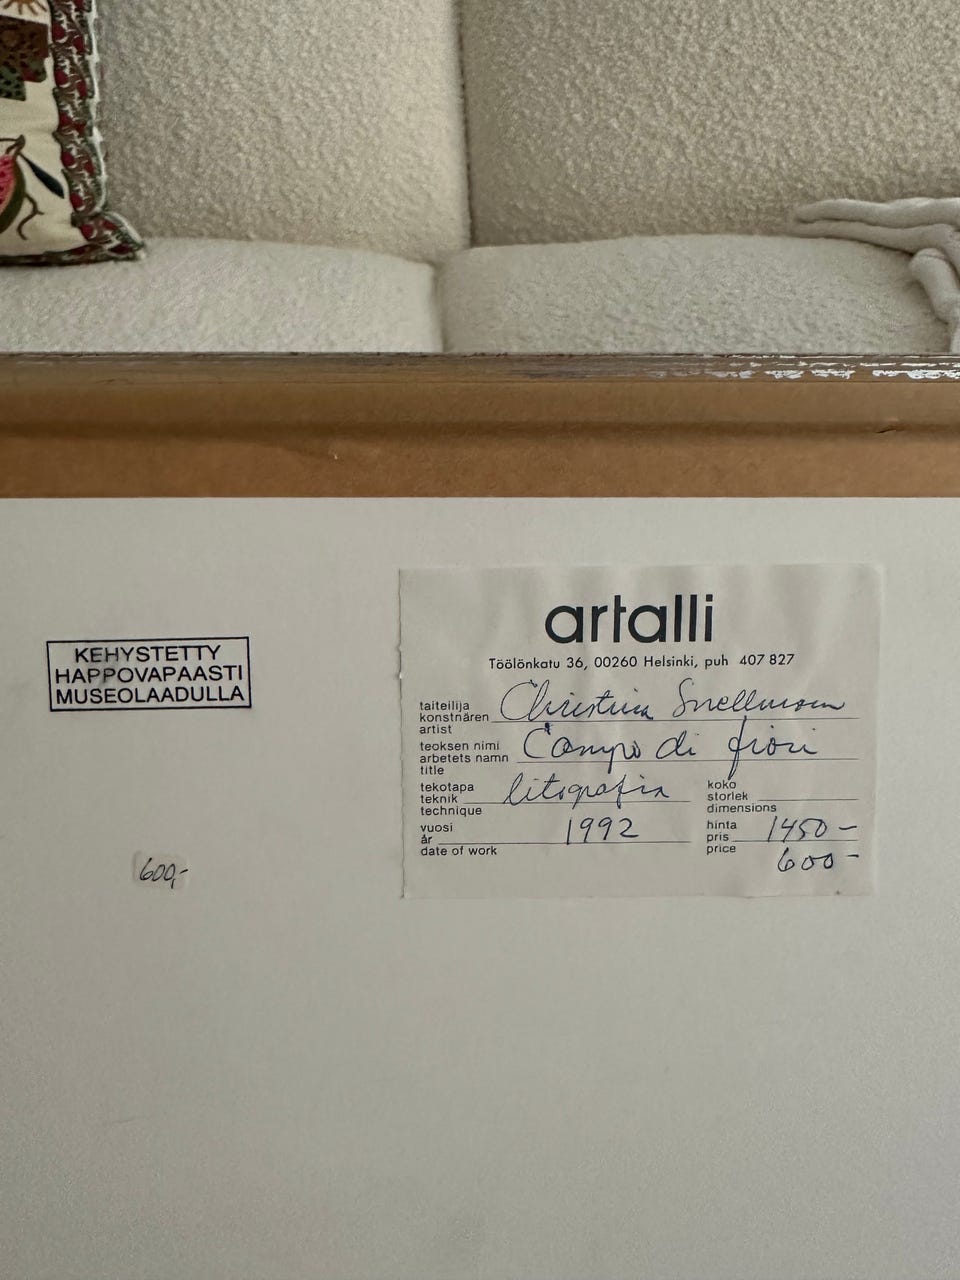 artalli
Töölönkatu 36, 00260 Helsinki, puh 407 827
taiteilija
konstnären
artist
Christina Snellman
teoksen nimi
arbetets namn
title
Campo di fiori
tekotapa
teknik
technique
litografia
koko
storlek
dimensions
vuosi
år
date of work
1992
hinta
pris
price
1450 –
600 –
KEHYSTETTY
HAPPOVAPAASTI
MUSEOLAADULLA
600,-